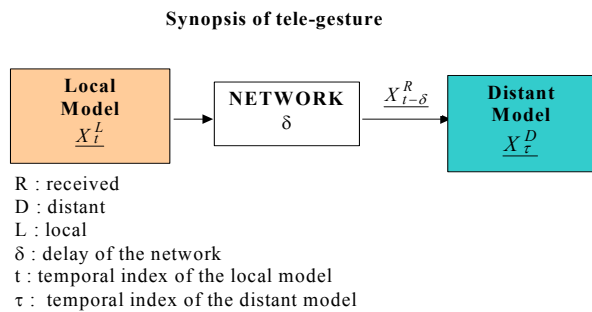 Synopsis of tele-gesture
Local
Model
X_t^L
NETWORK
δ
X_{t-δ}^R
Distant
Model
X_τ^D
R : received
D : distant
L : local
δ : delay of the network
t : temporal index of the local model
τ : temporal index of the distant model